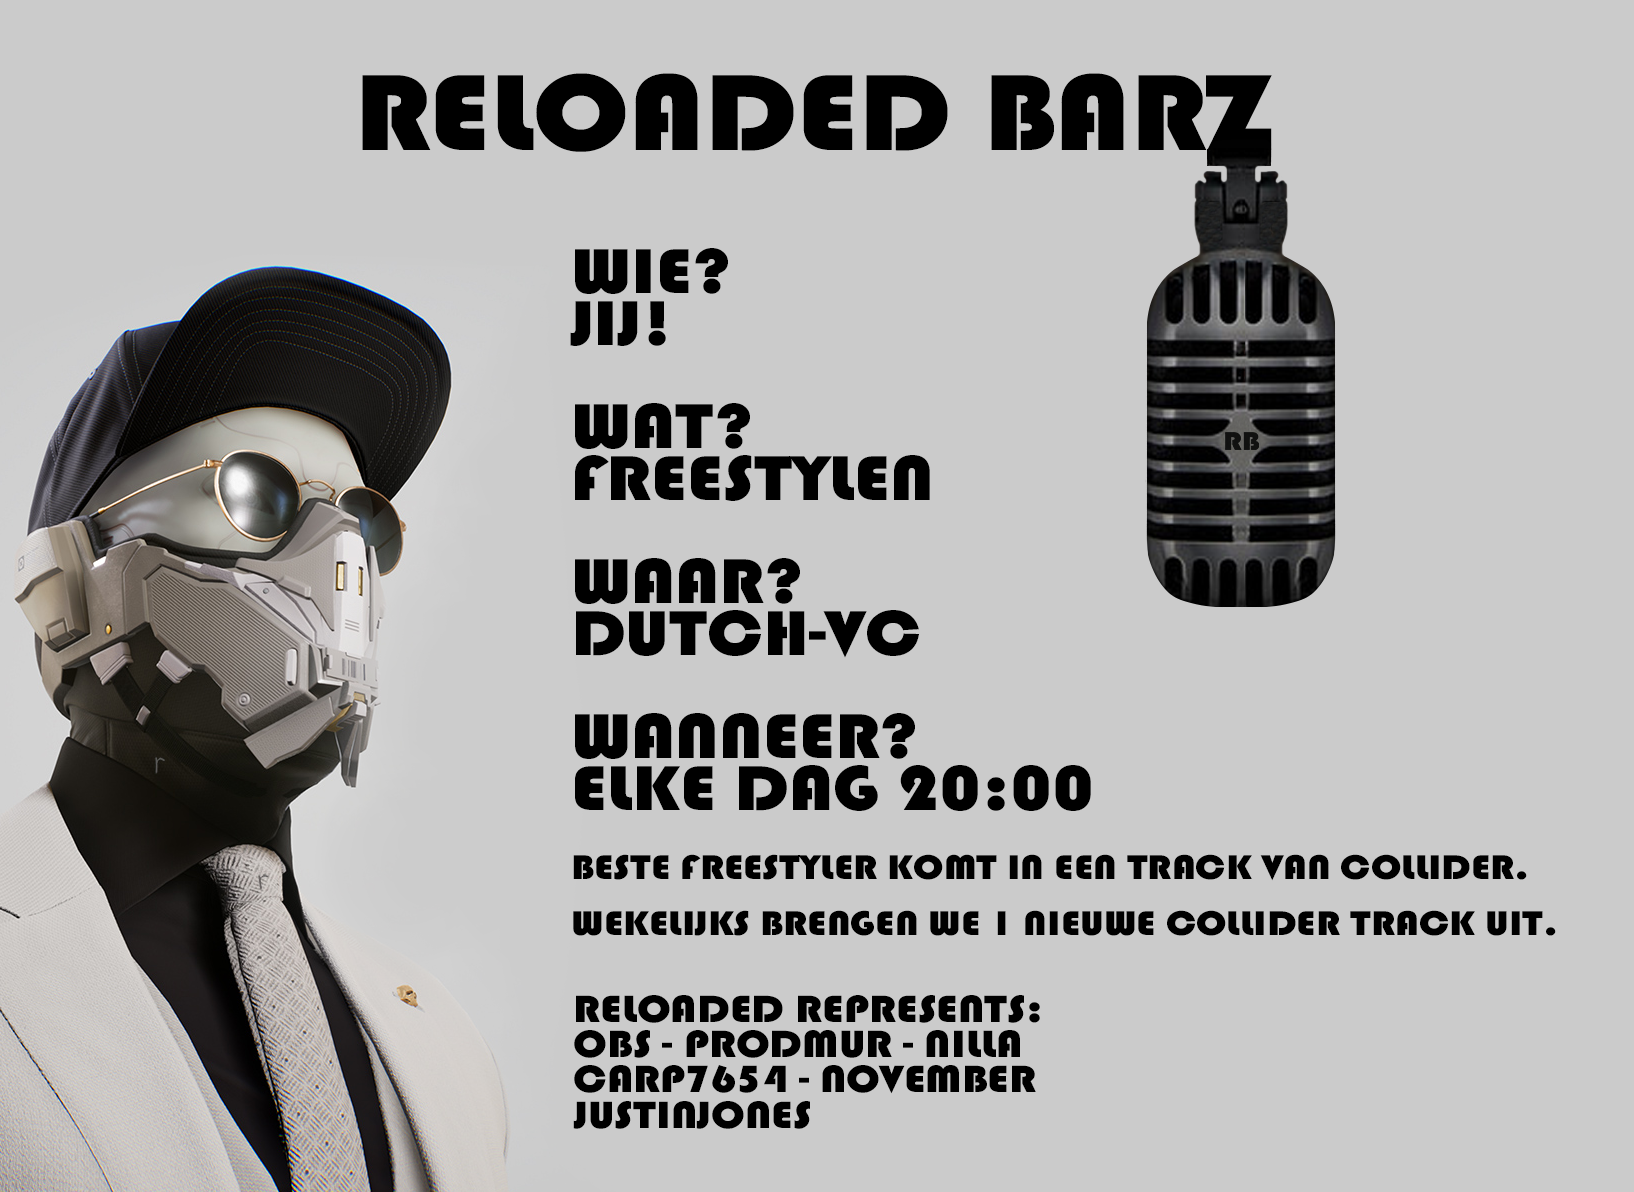 RELOADED BARZ
WIE?
JIJ!
WAT?
FREESTYLEN
RB
WAAR?
DUTCH-VC
WANNEER?
ELKE DAG 20:00
BESTE FREESTYLER KOMT IN EEN TRACK VAN COLLIDER.
WEKELIJKS BRENGEN WE 1 NIEUWE COLLIDER TRACK UIT.
RELOADED REPRESENTS:
OBS - PRODMUR - NILLA
CARP7654 - NOVEMBER
JUSTINJONES